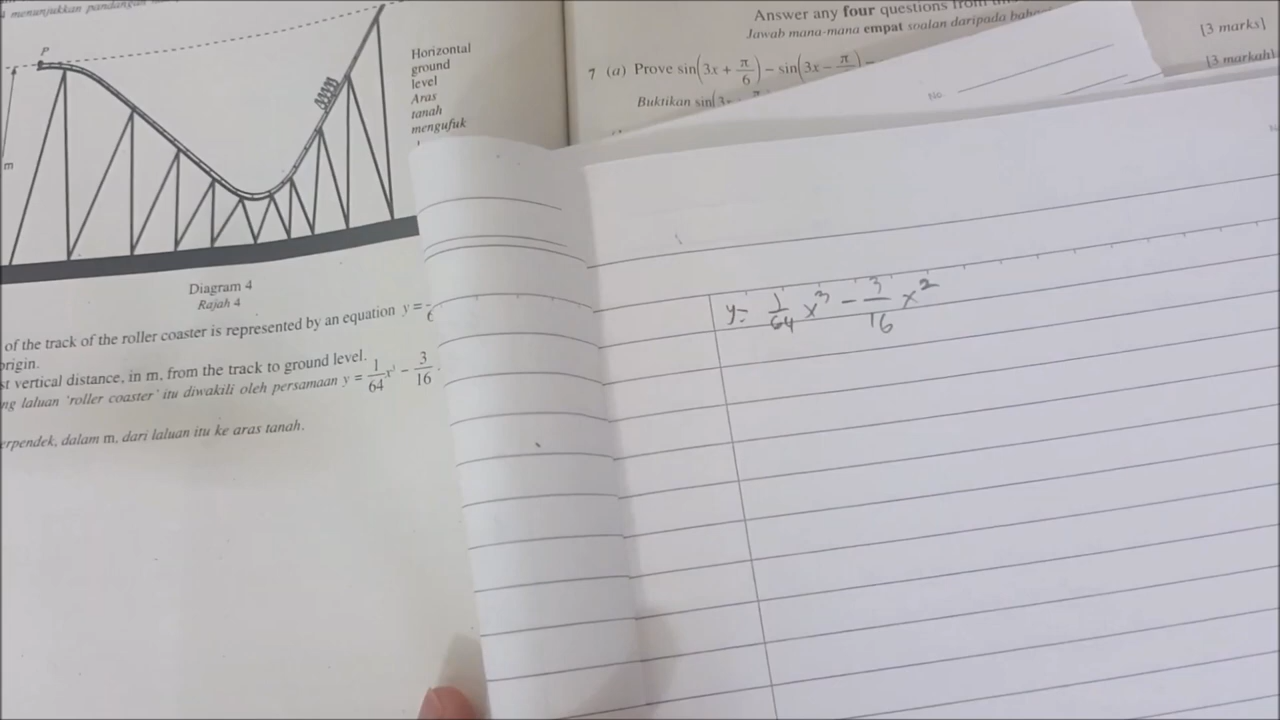 menunjukkan
P
m
Horizontal
ground
level
Aras
tanah
mengufuk
Diagram 4
Rajah 4
of the track of the roller coaster is represented by an equation y =
origin.
st vertical distance, in m, from the track to ground level.
ng laluan 'roller coaster' itu diwakili oleh persamaan y = 1/64 x³ − 3/16
erpendek, dalam m, dari laluan itu ke aras tanah.
Answer any four questions from
Jawab mana-mana empat soalan daripada
[3 marks]
[3 markah]
7 (a) Prove sin(3x + π/6) − sin(3x − π
Buktikan sin(3
No
y = 1/64 x³ − 3/16 x²